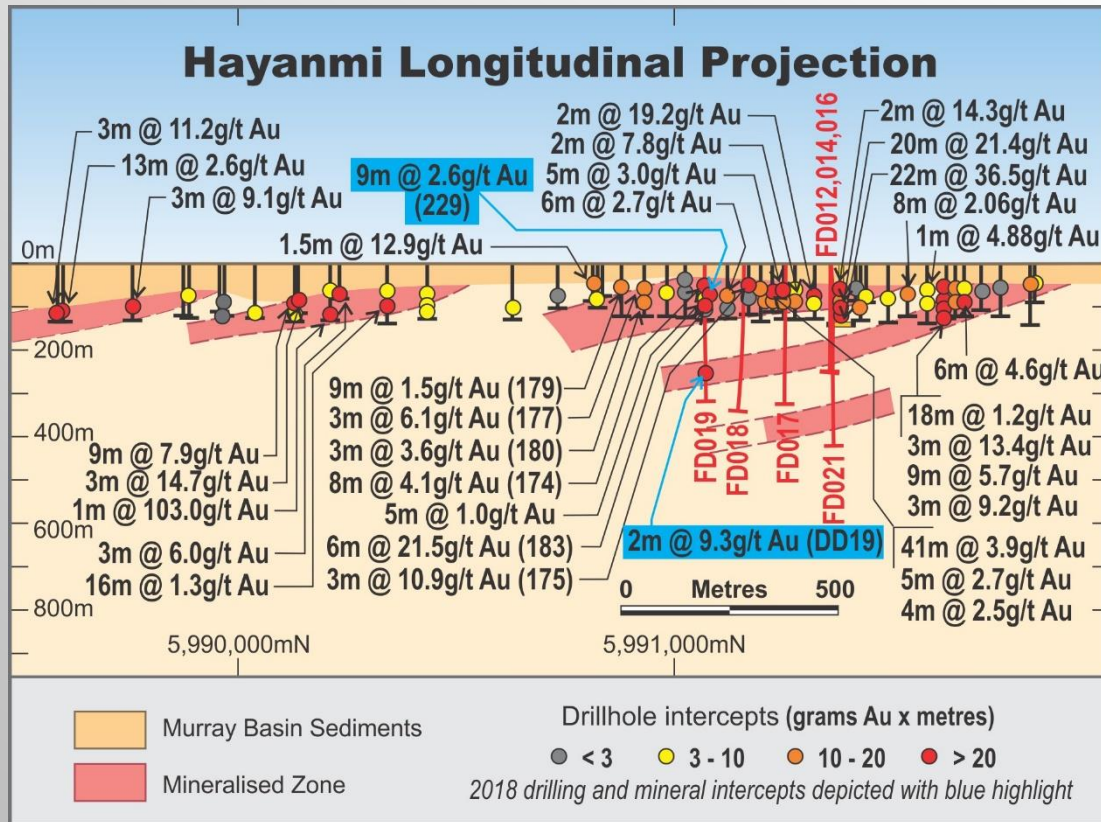 Hayanmi Longitudinal Projection
3m @ 11.2g/t Au
13m @ 2.6g/t Au
3m @ 9.1g/t Au
9m @ 2.6g/t Au
(229)
1.5m @ 12.9g/t Au
2m @ 19.2g/t Au
2m @ 7.8g/t Au
5m @ 3.0g/t Au
6m @ 2.7g/t Au
FD012,014,016
2m @ 14.3g/t Au
20m @ 21.4g/t Au
22m @ 36.5g/t Au
8m @ 2.06g/t Au
1m @ 4.88g/t Au
0m
200m
400m
600m
800m
9m @ 7.9g/t Au
3m @ 14.7g/t Au
1m @ 103.0g/t Au
3m @ 6.0g/t Au
16m @ 1.3g/t Au
9m @ 1.5g/t Au (179)
3m @ 6.1g/t Au (177)
3m @ 3.6g/t Au (180)
8m @ 4.1g/t Au (174)
5m @ 1.0g/t Au
6m @ 21.5g/t Au (183)
3m @ 10.9g/t Au (175)
FD019
FD018
FD017
FD021
2m @ 9.3g/t Au (DD19)
6m @ 4.6g/t Au
18m @ 1.2g/t Au
3m @ 13.4g/t Au
9m @ 5.7g/t Au
3m @ 9.2g/t Au
41m @ 3.9g/t Au
5m @ 2.7g/t Au
4m @ 2.5g/t Au
0 Metres 500
5,990,000mN
5,991,000mN
Murray Basin Sediments
Mineralised Zone
Drillhole intercepts (grams Au x metres)
< 3 3 - 10 10 - 20 > 20
2018 drilling and mineral intercepts depicted with blue highlight